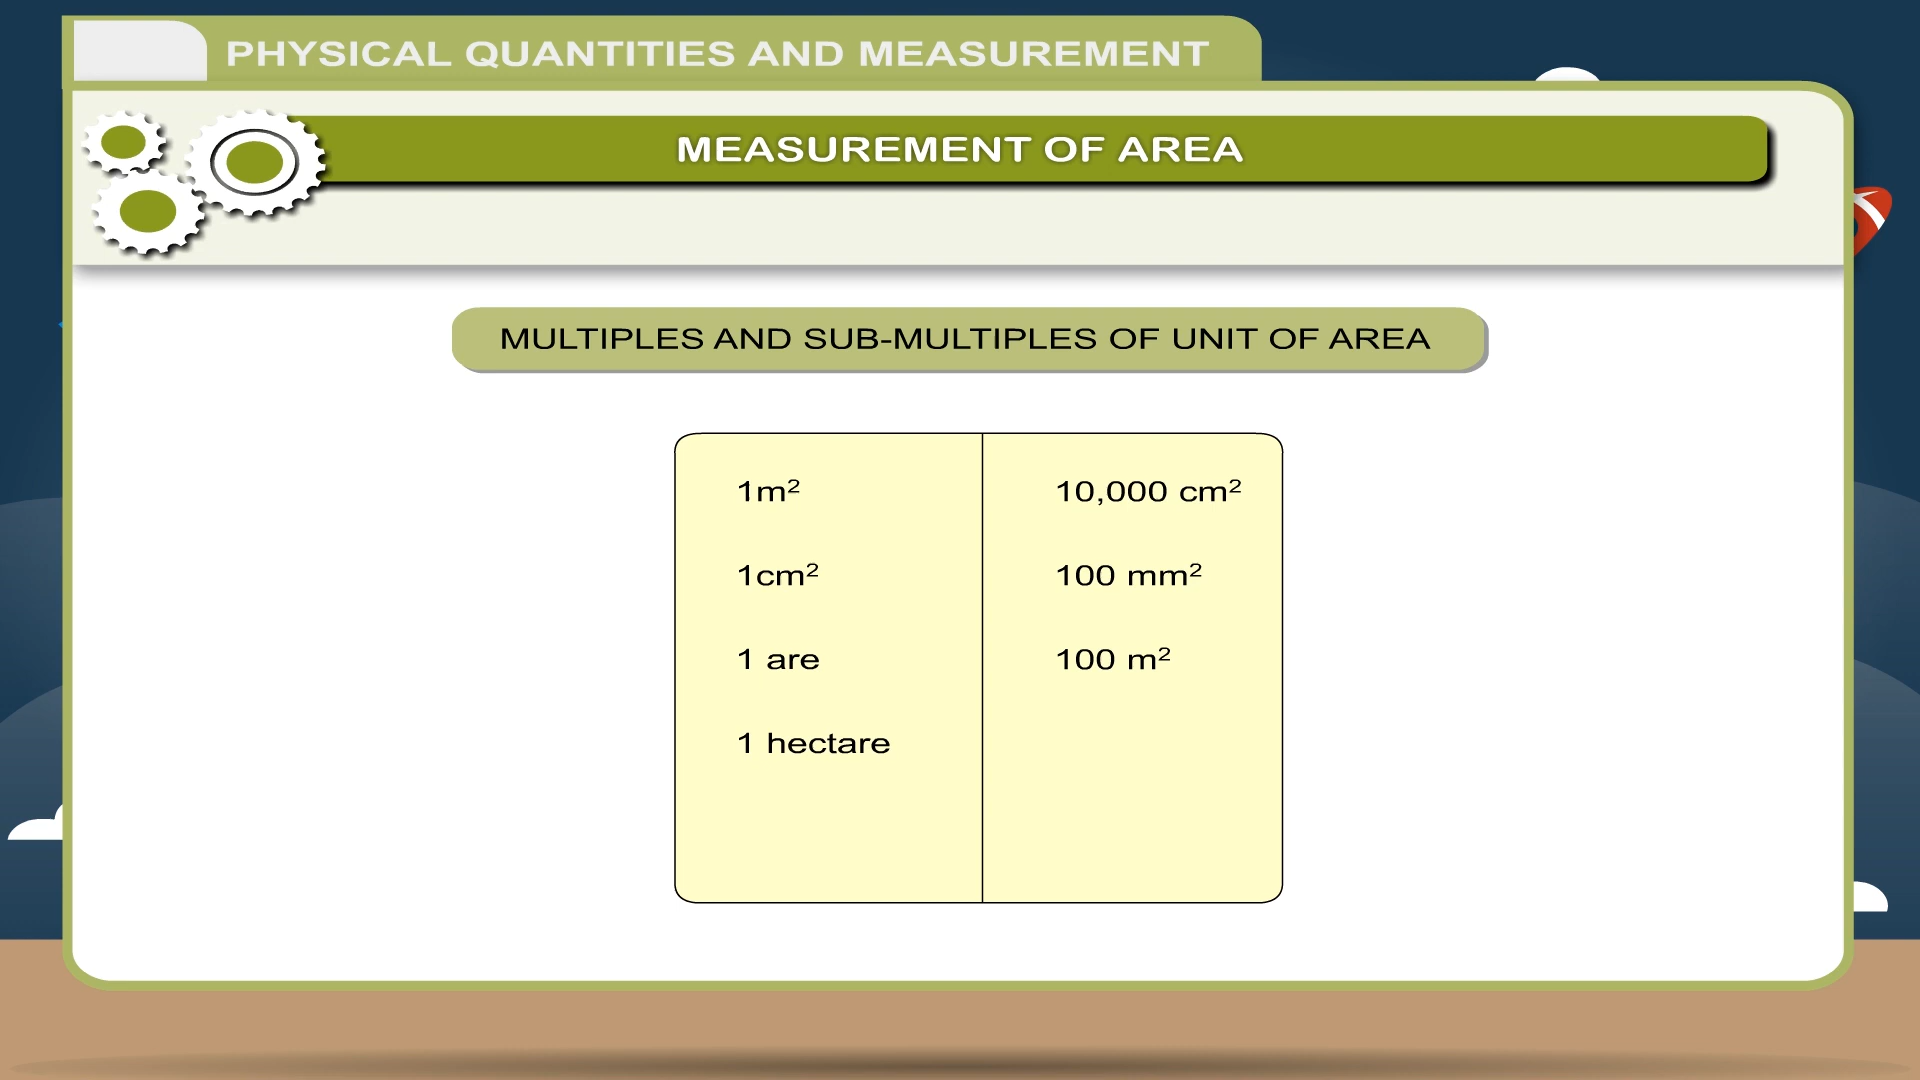 PHYSICAL QUANTITIES AND MEASUREMENT
MEASUREMENT OF AREA
MULTIPLES AND SUB-MULTIPLES OF UNIT OF AREA
1m² 10,000 cm²
1cm² 100 mm²
1 are 100 m²
1 hectare